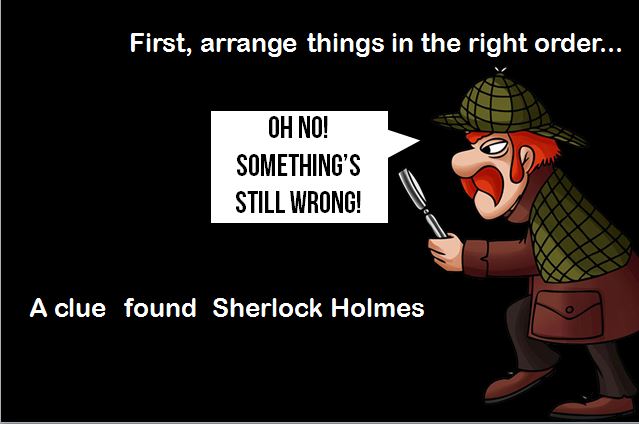 First, arrange things in the right order...
OH NO!
SOMETHING'S
STILL WRONG!
A clue found Sherlock Holmes